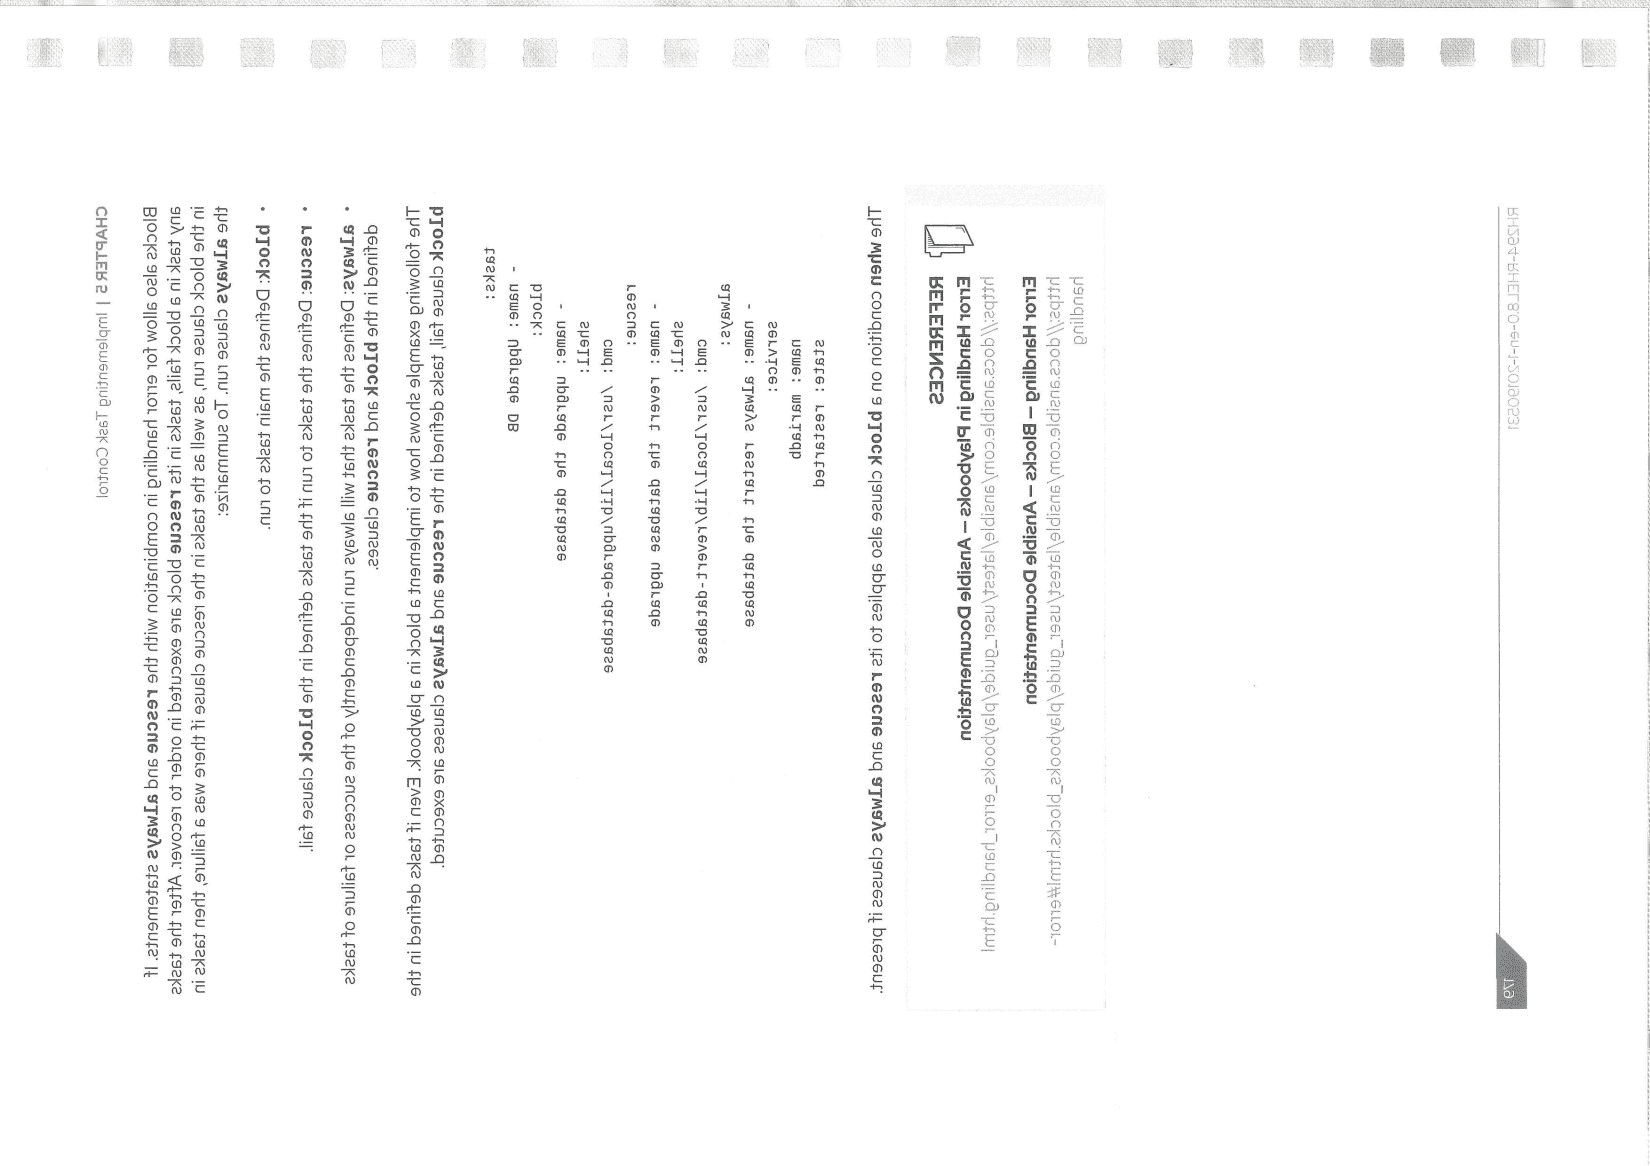 CHAPTER 5 | Implementing Task Control
Blocks also allow for error handling in combination with the rescue and always statements. If
any task in a block fails, tasks in its rescue block are executed in order to recover. After the tasks
in the block clause run, as well as the tasks in the rescue clause if there was a failure, then tasks in
the always clause run. To summarize:
• block: Defines the main tasks to run.
• rescue: Defines the tasks to run if the tasks defined in the block clause fail.
• always: Defines the tasks that will always run independently of the success or failure of tasks
defined in the block and rescue clauses.
The following example shows how to implement a block in a playbook. Even if tasks defined in the
block clause fail, tasks defined in the rescue and always clauses are executed.
tasks:
- name: Upgrade DB
block:
- name: upgrade the database
shell:
cmd: /usr/local/lib/upgrade-database
rescue:
- name: revert the database upgrade
shell:
cmd: /usr/local/lib/revert-database
always:
- name: always restart the database
service:
name: mariadb
state: restarted
The when condition on a block clause also applies to its rescue and always clauses if present.
REFERENCES
Error Handling in Playbooks — Ansible Documentation
https://docs.ansible.com/ansible/latest/user_guide/playbooks_error_handling.html
Error Handling – Blocks — Ansible Documentation
https://docs.ansible.com/ansible/latest/user_guide/playbooks_blocks.html#error-
handling
RH294-RHEL8.0-en-1-20190531
179